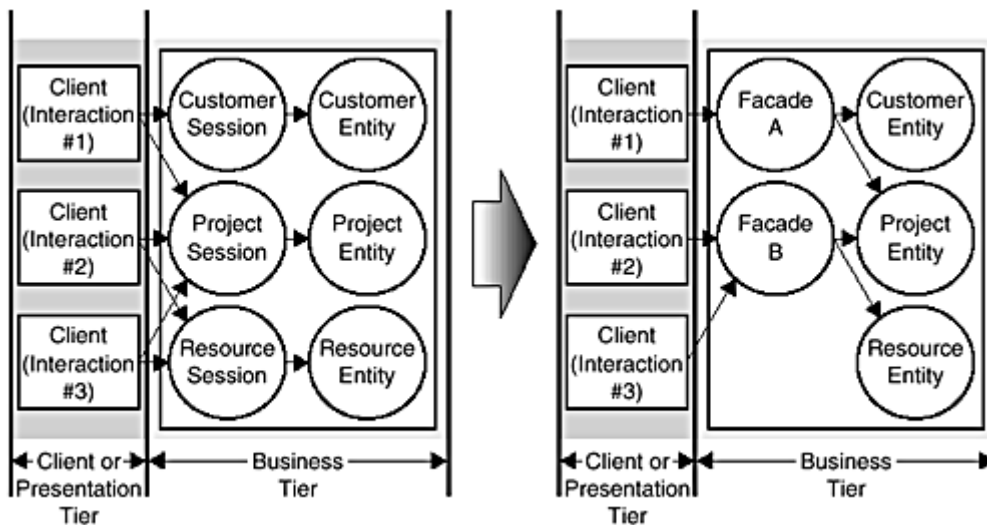 Client
(Interaction
#1)
Customer
Session
Customer
Entity
Client
(Interaction
#2)
Project
Session
Project
Entity
Client
(Interaction
#3)
Resource
Session
Resource
Entity
Client or
Presentation
Tier
Business
Tier
Client
(Interaction
#1)
Facade
A
Customer
Entity
Client
(Interaction
#2)
Facade
B
Project
Entity
Client
(Interaction
#3)
Resource
Entity
Client or
Presentation
Tier
Business
Tier